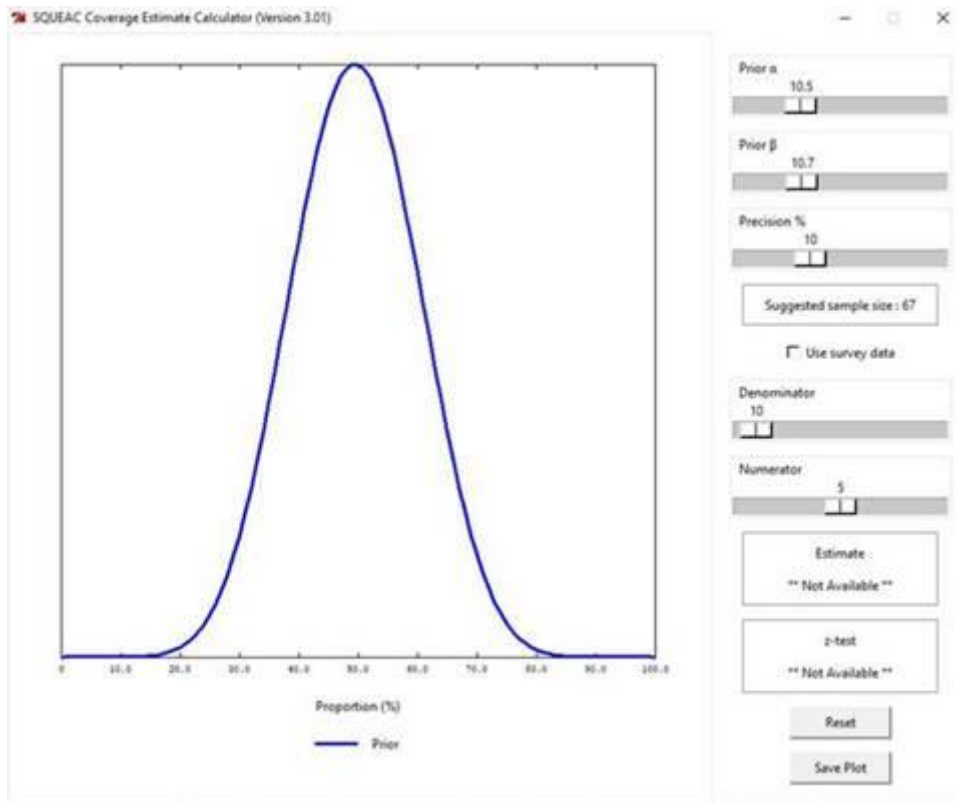 SQUEAC Coverage Estimate Calculator (Version 3.01)
Prior α
10.5
Prior β
10.7
Precision %
10
Suggested sample size : 67
Use survey data
Denominator
10
Numerator
5
Estimate
** Not Available **
z-test
** Not Available **
Reset
Save Plot
0 10.0 20.0 30.0 40.0 50.0 60.0 70.0 80.0 90.0 100.0
Proportion (%)
Prior